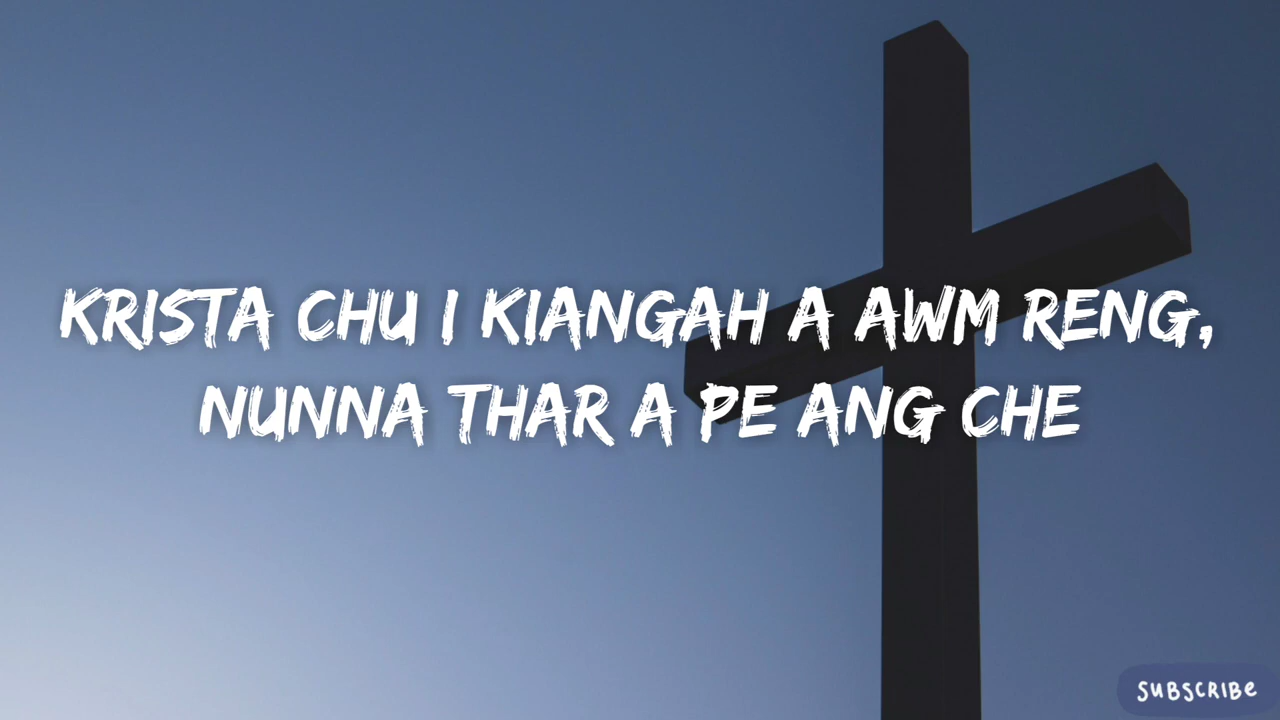 KRISTA CHU I KIANGAH A AWM RENG,
NUNNA THAR A PE ANG CHE
SUBSCRIBE